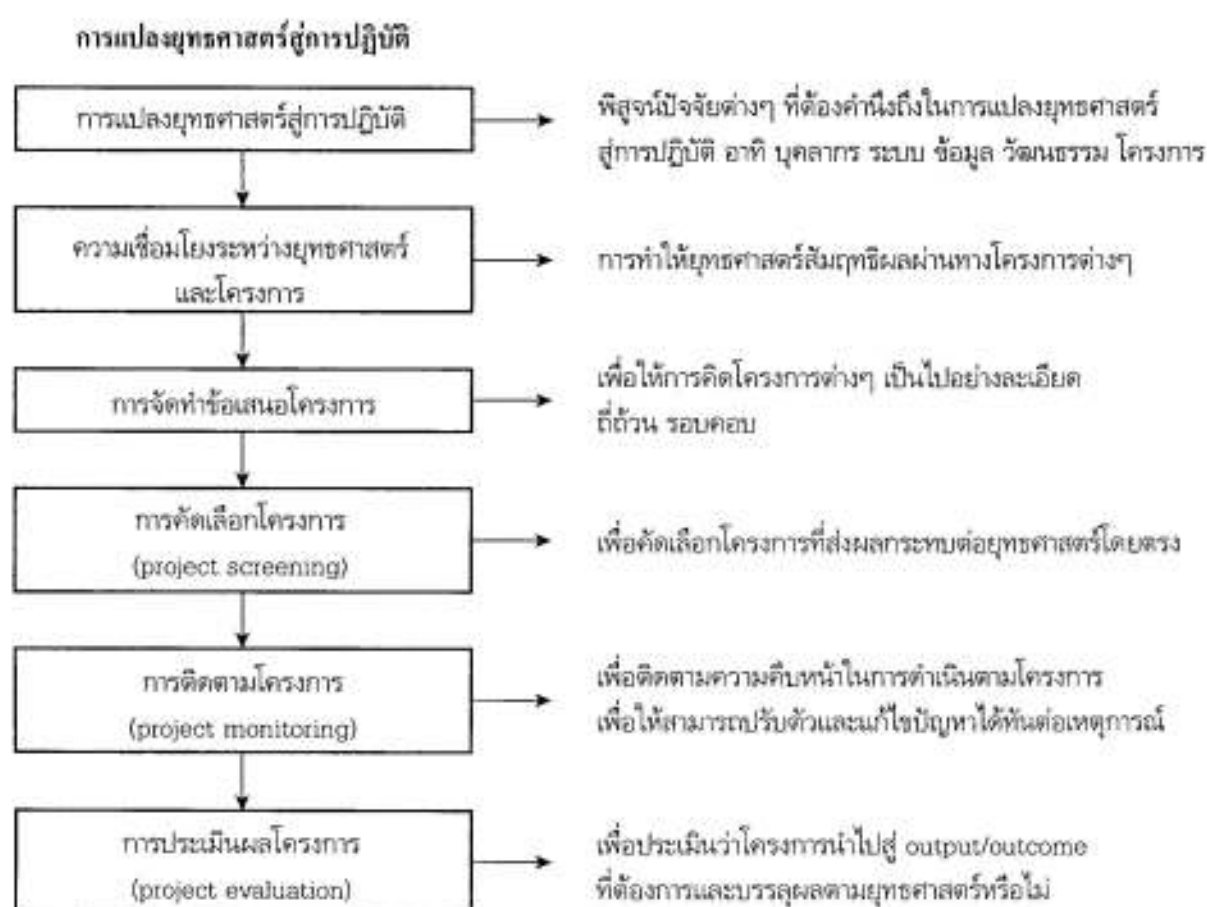 การแปลงยุทธศาสตร์สู่การปฏิบัติ
การแปลงยุทธศาสตร์สู่การปฏิบัติ
พิสูจน์ปัจจัยต่างๆ ที่ต้องคำนึงถึงในการแปลงยุทธศาสตร์
สู่การปฏิบัติ อาทิ บุคลากร ระบบ ข้อมูล วัฒนธรรม โครงการ
ความเชื่อมโยงระหว่างยุทธศาสตร์
และโครงการ
การทำให้ยุทธศาสตร์สัมฤทธิผลผ่านทางโครงการต่างๆ
การจัดทำข้อเสนอโครงการ
เพื่อให้การคิดโครงการต่างๆ เป็นไปอย่างละเอียด
ถี่ถ้วน รอบคอบ
การคัดเลือกโครงการ
(project screening)
เพื่อคัดเลือกโครงการที่ส่งผลกระทบต่อยุทธศาสตร์โดยตรง
การติดตามโครงการ
(project monitoring)
เพื่อติดตามความคืบหน้าในการดำเนินตามโครงการ
เพื่อให้สามารถปรับตัวและแก้ไขปัญหาได้ทันต่อเหตุการณ์
การประเมินผลโครงการ
(project evaluation)
เพื่อประเมินว่าโครงการนำไปสู่ output/outcome
ที่ต้องการและบรรลุผลตามยุทธศาสตร์หรือไม่